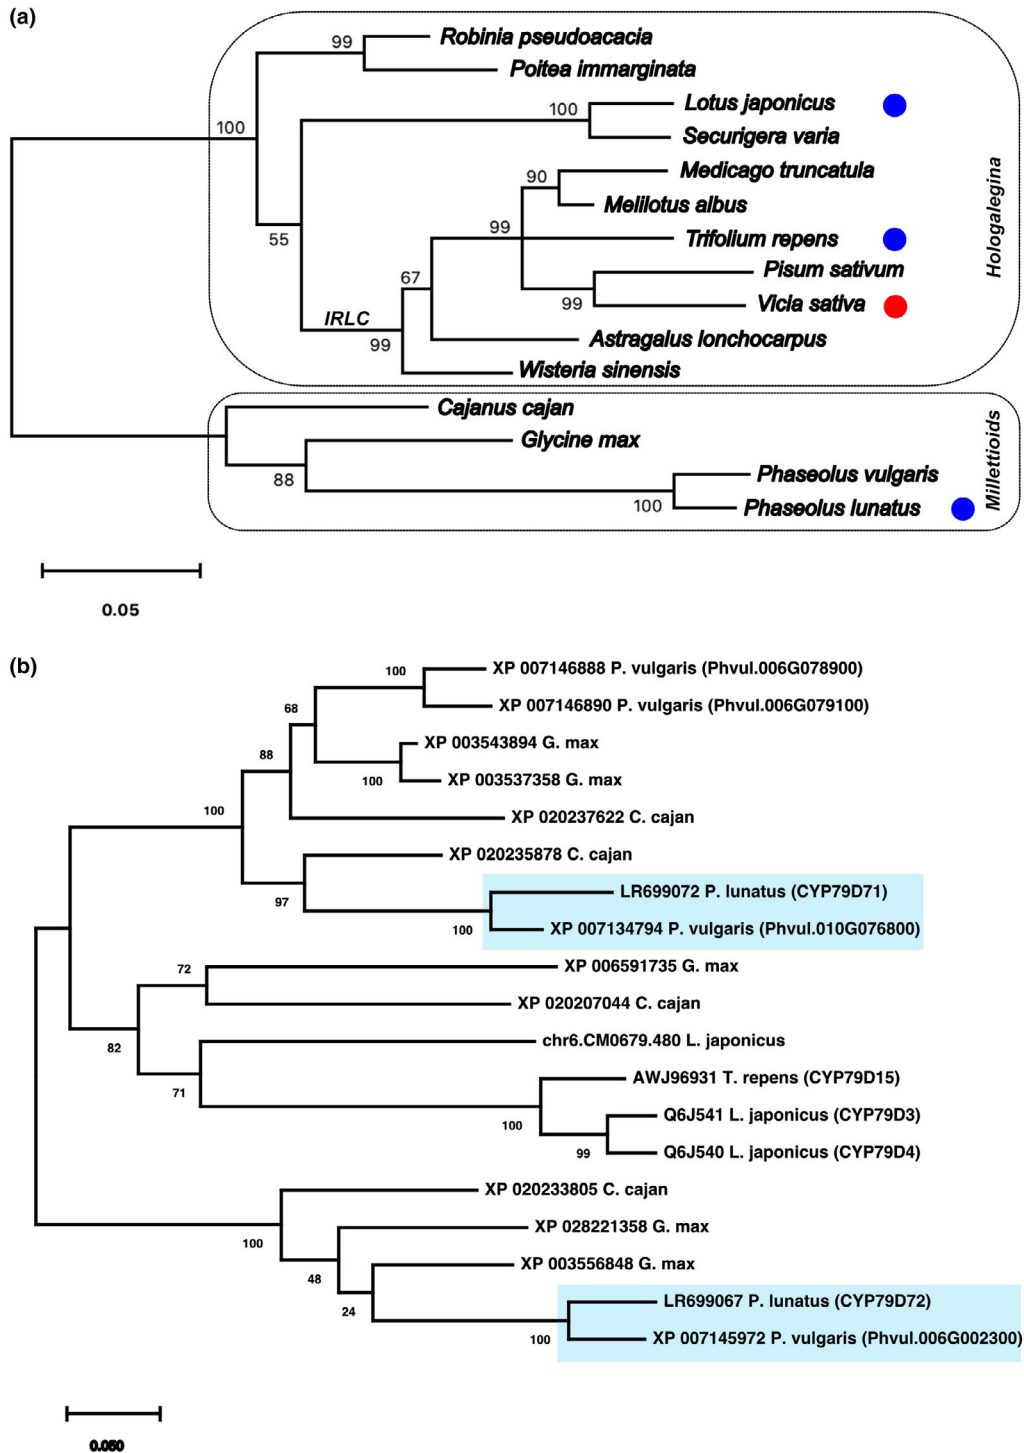 (a)
99
Robinia pseudoacacia
Poitea immarginata
100
100
Lotus japonicus
Securigera varia
90
Medicago truncatula
Melilotus albus
55
99
Trifolium repens
67
Pisum sativum
99
Vicia sativa
IRLC
99
Astragalus lonchocarpus
Wisteria sinensis
Hologalegina
Cajanus cajan
Glycine max
88
Phaseolus vulgaris
100
Phaseolus lunatus
Millettioids
0.05
(b)
100
XP 007146888 P. vulgaris (Phvul.006G078900)
XP 007146890 P. vulgaris (Phvul.006G079100)
68
XP 003543894 G. max
88
100
XP 003537358 G. max
100
XP 020237622 C. cajan
XP 020235878 C. cajan
97
LR699072 P. lunatus (CYP79D71)
100
XP 007134794 P. vulgaris (Phvul.010G076800)
72
XP 006591735 G. max
XP 020207044 C. cajan
82
chr6.CM0679.480 L. japonicus
71
AWJ96931 T. repens (CYP79D15)
100
Q6J541 L. japonicus (CYP79D3)
99
Q6J540 L. japonicus (CYP79D4)
XP 020233805 C. cajan
100
XP 028221358 G. max
48
XP 003556848 G. max
24
LR699067 P. lunatus (CYP79D72)
100
XP 007145972 P. vulgaris (Phvul.006G002300)
0.050